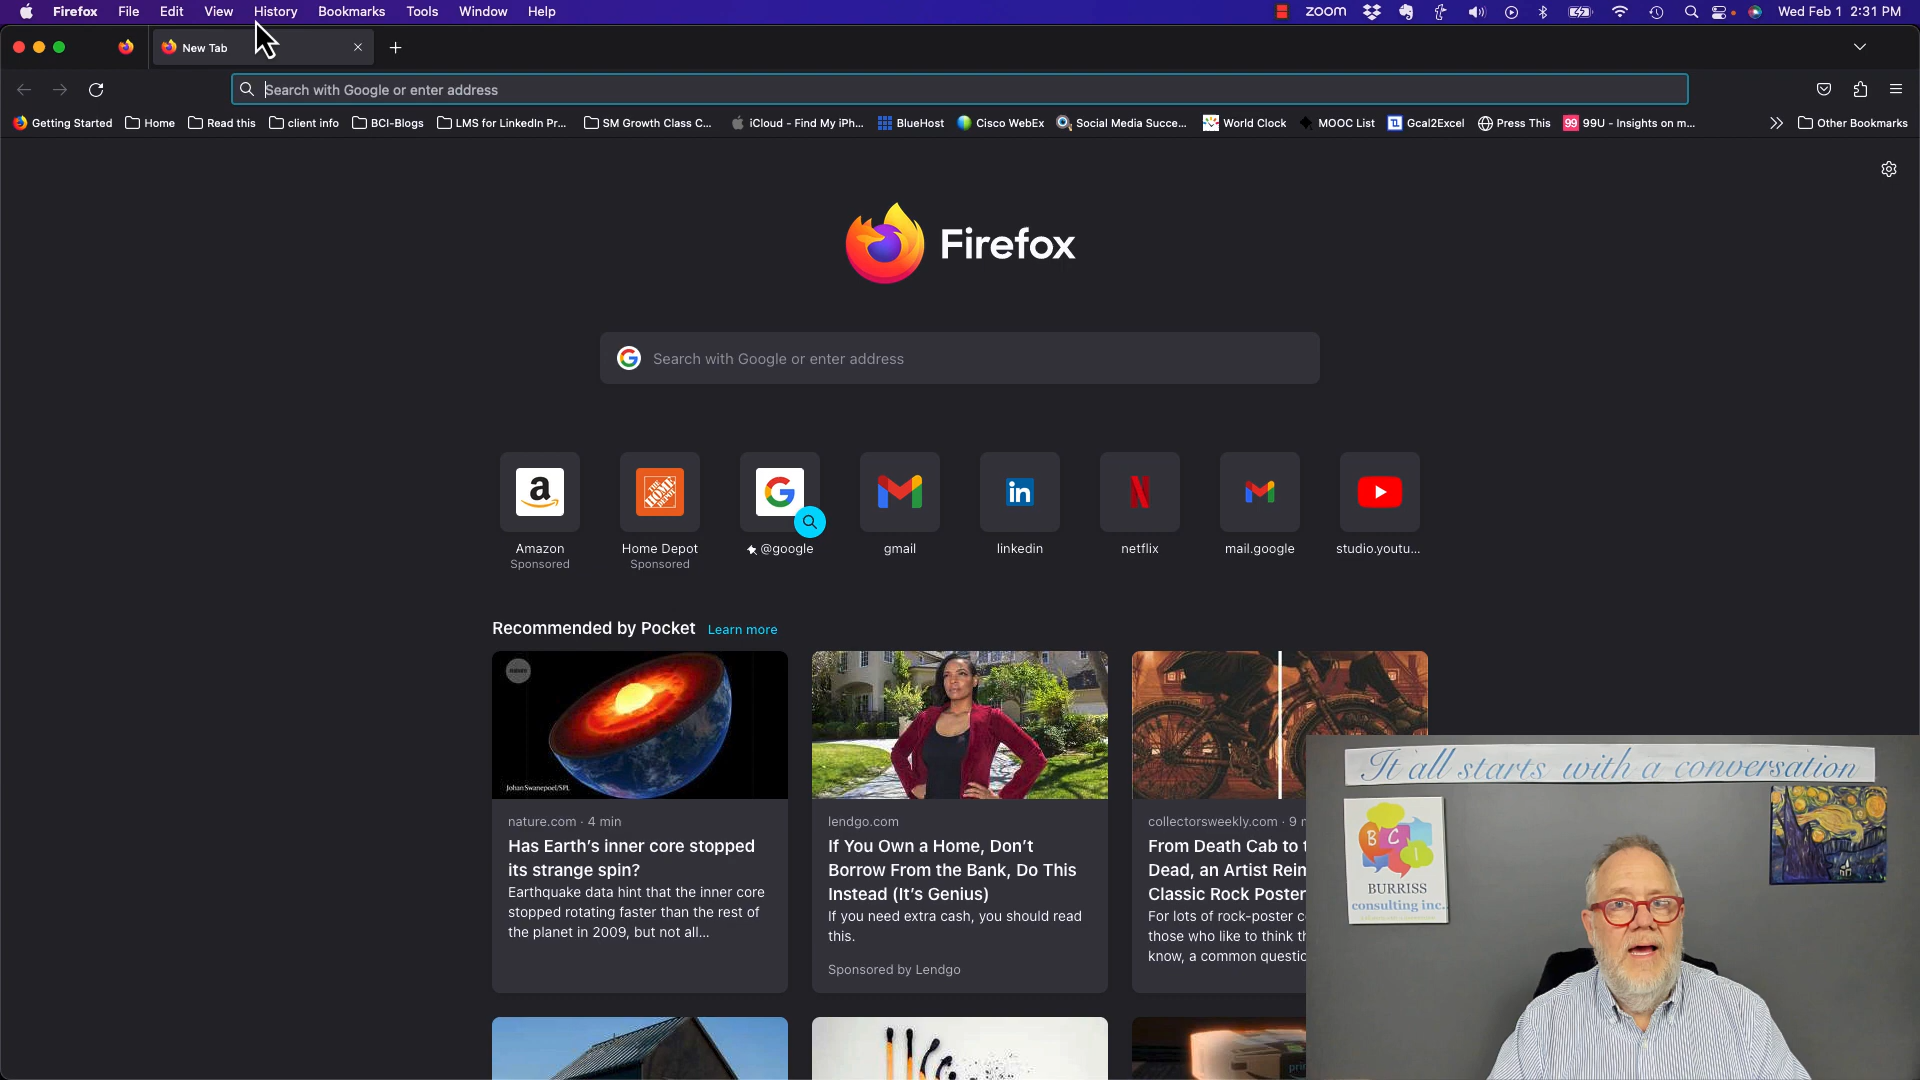 Firefox File Edit View History Bookmarks Tools Window Help zoom Wed Feb 1 2:31 PM
New Tab
Search with Google or enter address
Getting Started Home Read this client info BCI-Blogs LMS for LinkedIn Pr... SM Growth Class C... iCloud - Find My iPh... BlueHost Cisco WebEx Social Media Succe... World Clock MOOC List Gcal2Excel Press This 99 99U - Insights on m... Other Bookmarks
Firefox
Search with Google or enter address
Amazon
Sponsored
Home Depot
Sponsored
@google
gmail
linkedin
netflix
mail.google
studio.youtu...
Recommended by Pocket Learn more
Johan Swanepoel/SPL
nature.com · 4 min
Has Earth's inner core stopped
its strange spin?
Earthquake data hint that the inner core
stopped rotating faster than the rest of
the planet in 2009, but not all...
lendgo.com
If You Own a Home, Don't
Borrow From the Bank, Do This
Instead (It's Genius)
If you need extra cash, you should read
this.
Sponsored by Lendgo
collectorsweekly.com · 9
From Death Cab to
Dead, an Artist
Classic Rock Poster
For lots of rock-poster
those who like to think
know, a common
It all starts with a conversation
B C I
BURRISS
consulting inc.